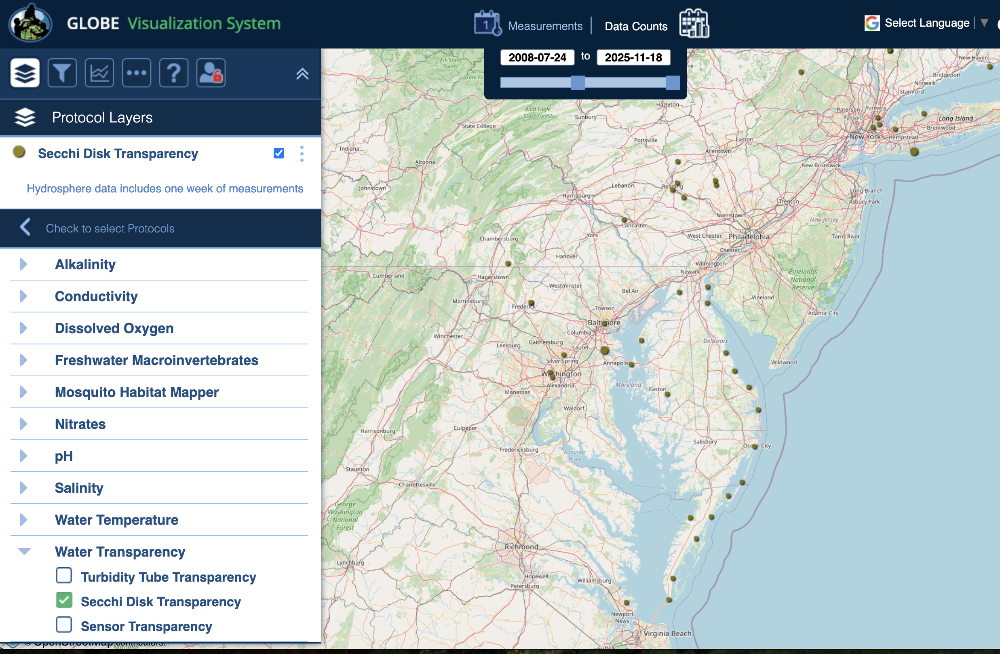 GLOBE Visualization System
Measurements
Data Counts
Select Language
2008-07-24 to 2025-11-18
Protocol Layers
Secchi Disk Transparency
Hydrosphere data includes one week of measurements
Check to select Protocols
Alkalinity
Conductivity
Dissolved Oxygen
Freshwater Macroinvertebrates
Mosquito Habitat Mapper
Nitrates
pH
Salinity
Water Temperature
Water Transparency
Turbidity Tube Transparency
Secchi Disk Transparency
Sensor Transparency
© OpenStreetMap contributors.
National
Elk State
Forest
New Haven
Bridgeport
Norwalk
Stamford
Hazleton
Bald Eagle
State Forest
Sunbury
State College
Paterson
Yonkers
Passaic
Long Island
Brentwood
New York
Hempstead
Pottsville
Easton
Indiana
Allentown
Altoona
New Brunswick
Johnstown
Lebanon
Reading
Harrisburg
Long Branch
Asbury Park
Trenton
Norristown
New Jersey
Lancaster
York
West Chester
Philadelphia
Toms River
Chambersburg
Chester
Hanover
Wilmington
Newark
Pinelands
National
Reserve
Cumberland
Hagerstown
Westminster
Bel Air
Martinsburg
Vineland
Frederick
Towson
Atlantic City
Baltimore
Columbia
Winchester
Gaithersburg
Leesburg
Laurel
Delaware
Silver Spring
Annapolis
Wildwood
Washington
Alexandria
Maryland
Easton
Manassas
Waldorf
Culpeper
Harrisonburg
Salisbury
Ocean City
Fredericksburg
Potomac
River
Staunton
Charlottesville
George
Washington
National
Forest
Richmond
Lynchburg
Hopewell
Petersburg
Williamsburg
Newport
News
Virginia Beach
Suffolk